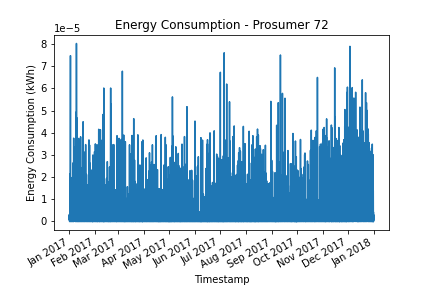 Energy Consumption - Prosumer 72
1e−5
8
7
6
5
4
3
2
1
0
Energy Consumption (kWh)
Jan 2017
Feb 2017
Mar 2017
Apr 2017
May 2017
Jun 2017
Jul 2017
Aug 2017
Sep 2017
Oct 2017
Nov 2017
Dec 2017
Jan 2018
Timestamp